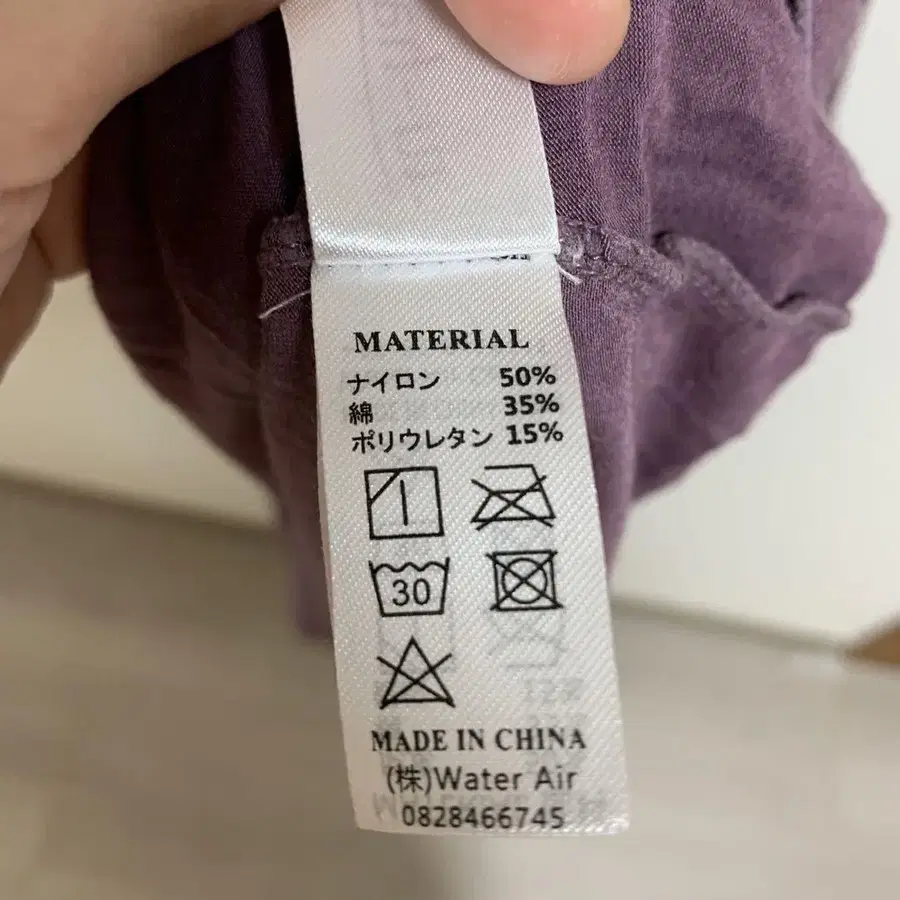 MATERIAL
ナイロン 50%
綿 35%
ポリウレタン 15%
30
MADE IN CHINA
(株)Water Air
0828466745